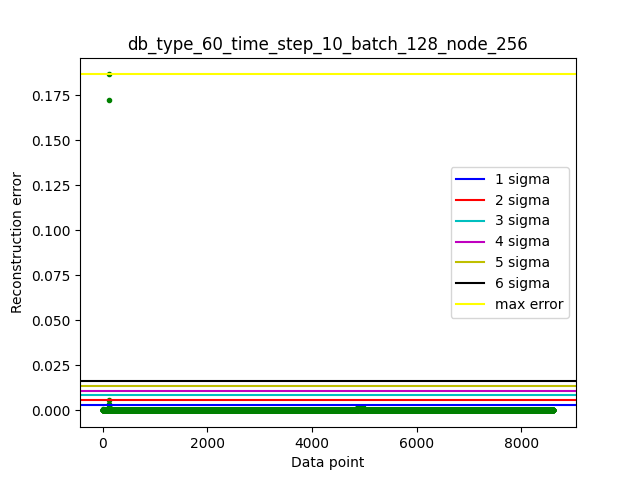 db_type_60_time_step_10_batch_128_node_256
Reconstruction error
0.175
0.150
0.125
0.100
0.075
0.050
0.025
0.000
1 sigma
2 sigma
3 sigma
4 sigma
5 sigma
6 sigma
max error
0 2000 4000 6000 8000
Data point